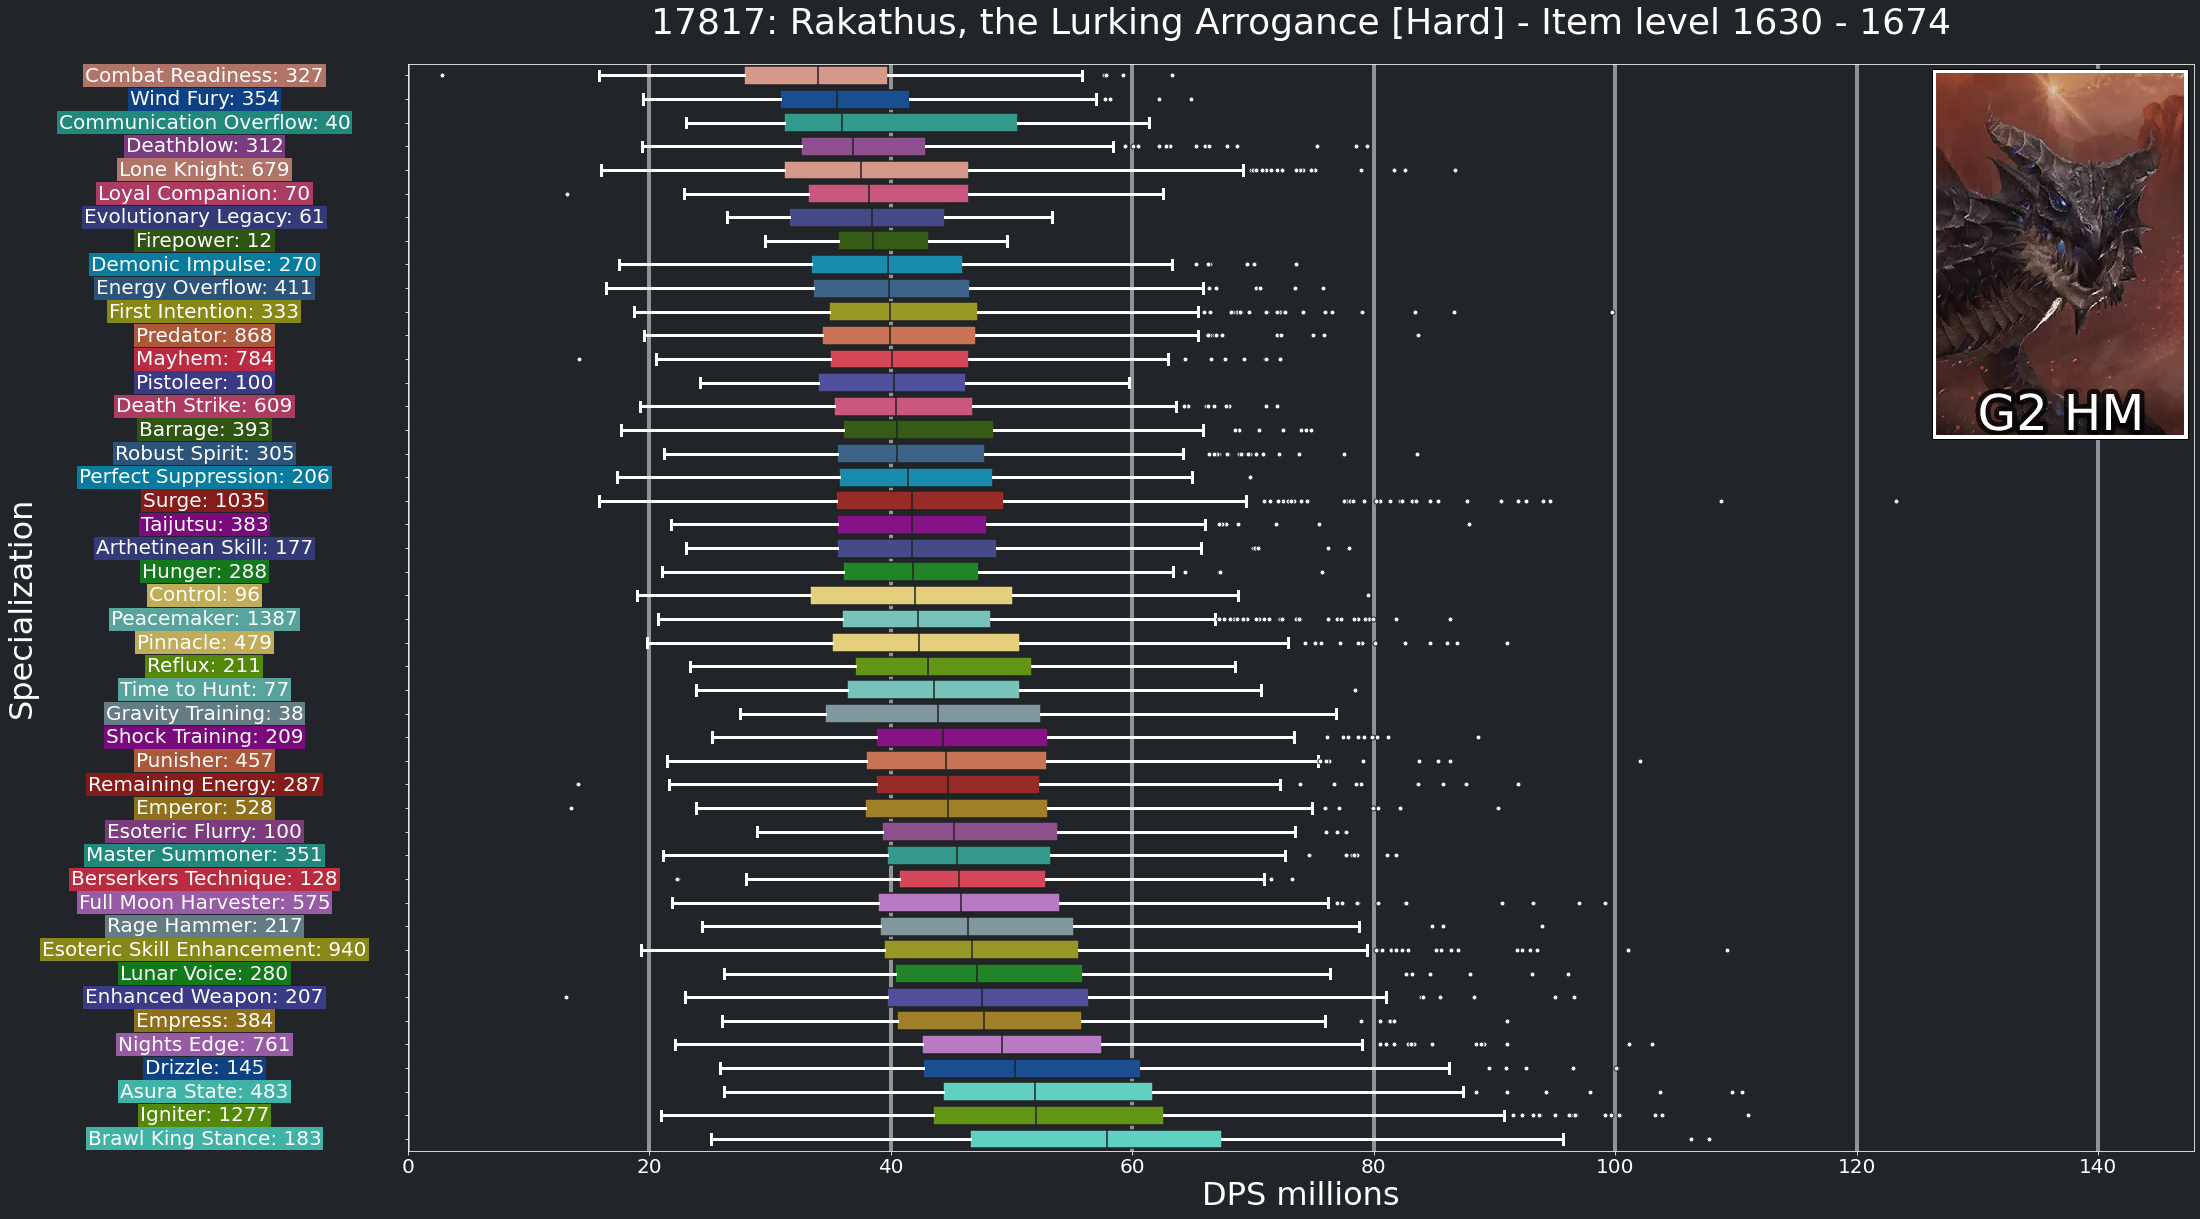 17817: Rakathus, the Lurking Arrogance [Hard] - Item level 1630 - 1674
Specialization
Combat Readiness: 327
Wind Fury: 354
Communication Overflow: 40
Deathblow: 312
Lone Knight: 679
Loyal Companion: 70
Evolutionary Legacy: 61
Firepower: 12
Demonic Impulse: 270
Energy Overflow: 411
First Intention: 333
Predator: 868
Mayhem: 784
Pistoleer: 100
Death Strike: 609
Barrage: 393
Robust Spirit: 305
Perfect Suppression: 206
Surge: 1035
Taijutsu: 383
Arthetinean Skill: 177
Hunger: 288
Control: 96
Peacemaker: 1387
Pinnacle: 479
Reflux: 211
Time to Hunt: 77
Gravity Training: 38
Shock Training: 209
Punisher: 457
Remaining Energy: 287
Emperor: 528
Esoteric Flurry: 100
Master Summoner: 351
Berserkers Technique: 128
Full Moon Harvester: 575
Rage Hammer: 217
Esoteric Skill Enhancement: 940
Lunar Voice: 280
Enhanced Weapon: 207
Empress: 384
Nights Edge: 761
Drizzle: 145
Asura State: 483
Igniter: 1277
Brawl King Stance: 183
G2 HM
0 20 40 60 80 100 120 140
DPS millions